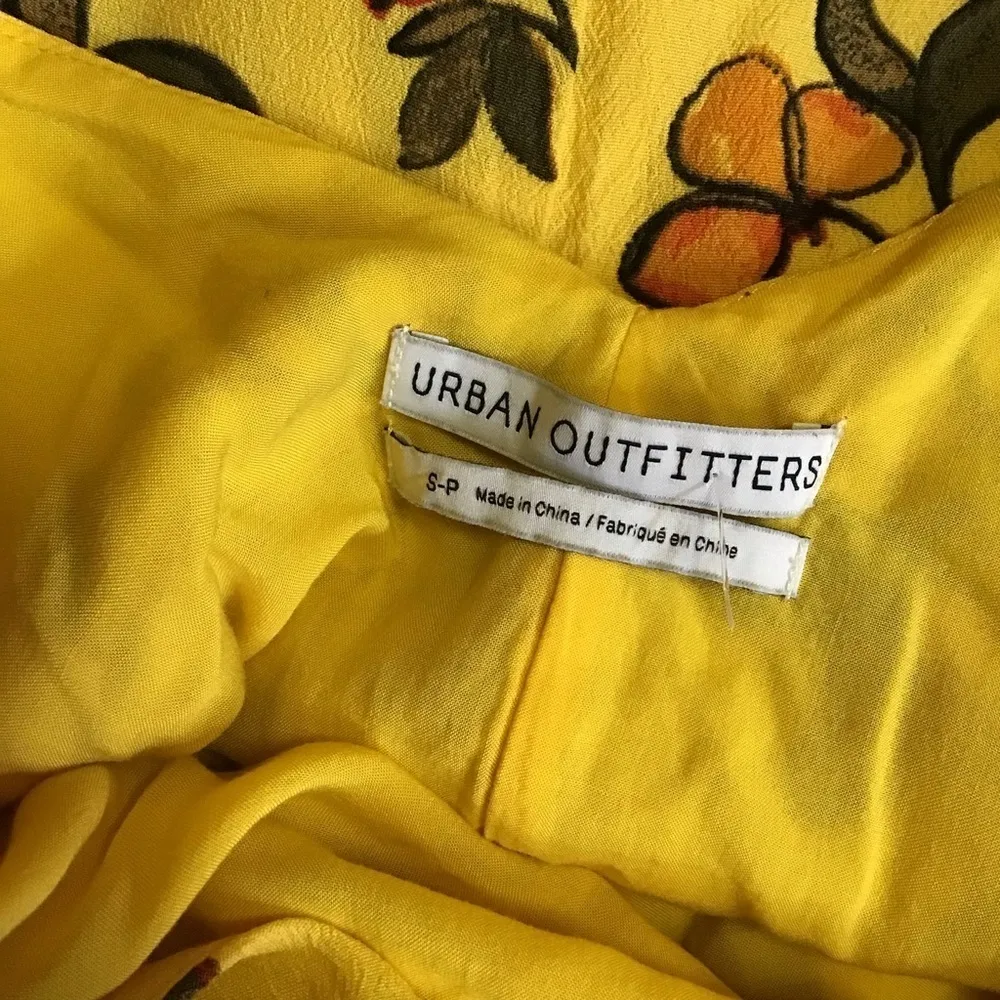 URBAN OUTFITTERS
S-P Made in China / Fabriqué en Chine